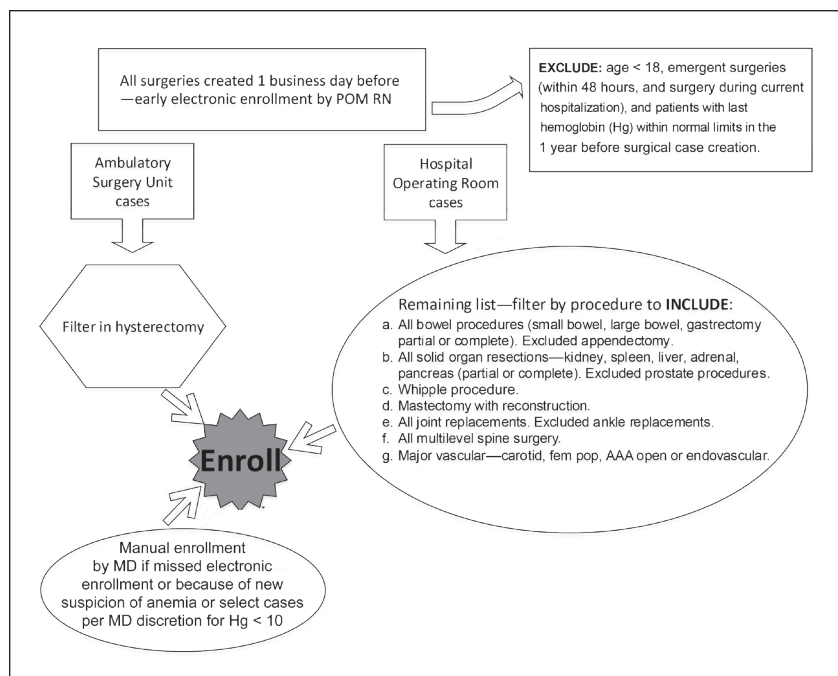 All surgeries created 1 business day before
—early electronic enrollment by POM RN
EXCLUDE: age < 18, emergent surgeries
(within 48 hours, and surgery during current
hospitalization), and patients with last
hemoglobin (Hg) within normal limits in the
1 year before surgical case creation.
Ambulatory
Surgery Unit
cases
Hospital
Operating Room
cases
Filter in hysterectomy
Remaining list—filter by procedure to INCLUDE:
a. All bowel procedures (small bowel, large bowel, gastrectomy
partial or complete). Excluded appendectomy.
b. All solid organ resections—kidney, spleen, liver, adrenal,
pancreas (partial or complete). Excluded prostate procedures.
c. Whipple procedure.
d. Mastectomy with reconstruction.
e. All joint replacements. Excluded ankle replacements.
f. All multilevel spine surgery.
g. Major vascular—carotid, fem pop, AAA open or endovascular.
Enroll
Manual enrollment
by MD if missed electronic
enrollment or because of new
suspicion of anemia or select cases
per MD discretion for Hg < 10